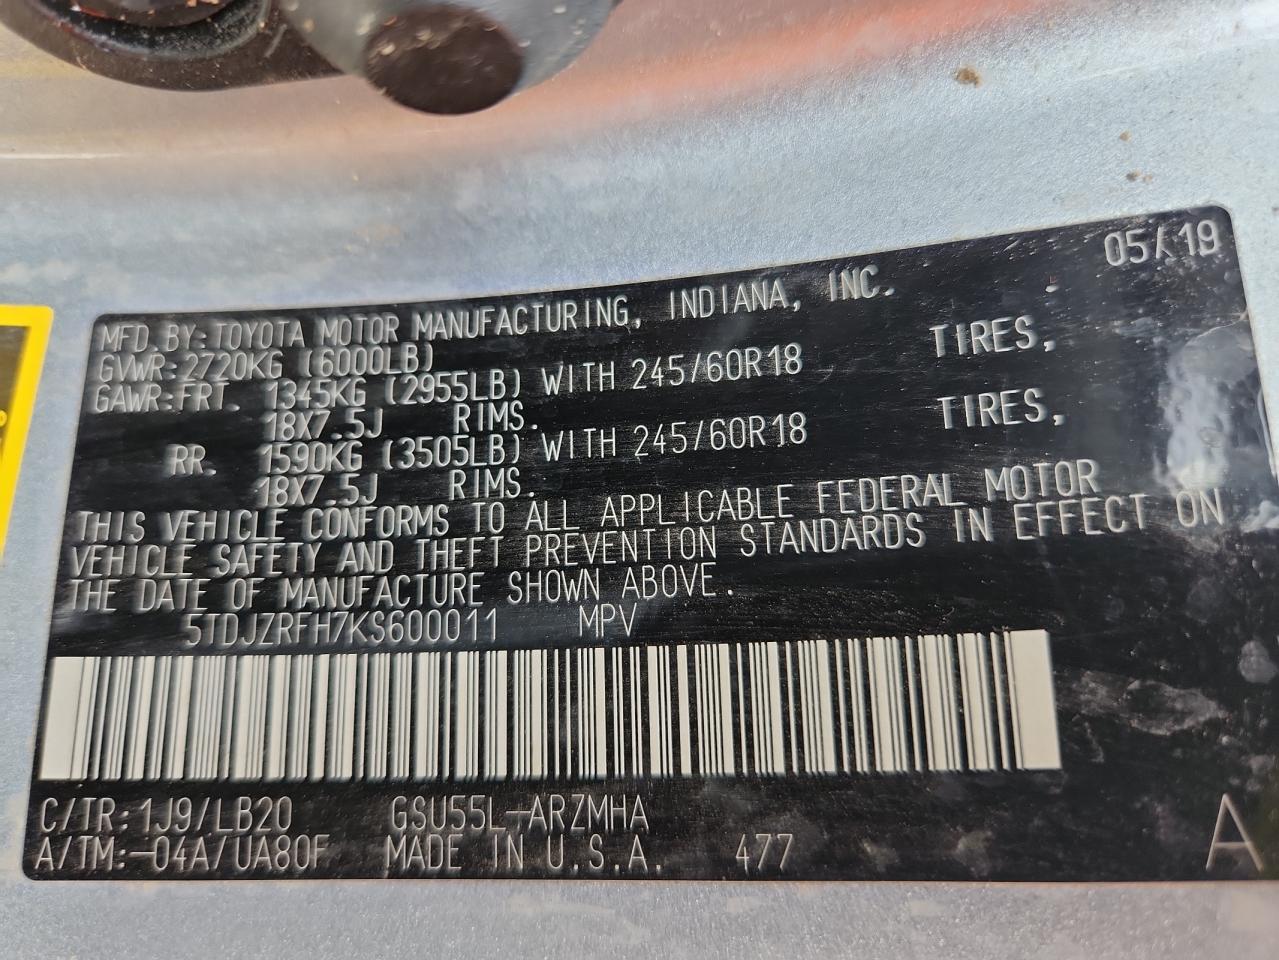 05/19
MFD.BY:TOYOTA MOTOR MANUFACTURING, INDIANA, INC.
GVWR:2720KG (6000LB)
GAWR:FRT. 1345KG (2955LB) WITH 245/60R18 TIRES,
18X7.5J RIMS.
RR. 1590KG (3505LB) WITH 245/60R18 TIRES,
18X7.5J RIMS.
THIS VEHICLE CONFORMS TO ALL APPLICABLE FEDERAL MOTOR
VEHICLE SAFETY AND THEFT PREVENTION STANDARDS IN EFFECT ON
THE DATE OF MANUFACTURE SHOWN ABOVE.
5TDJZRFH7KS600011 MPV
C/TR:1J9/LB20 GSU55L-ARZMHA
A/TM:-04A/UA80F MADE IN U.S.A. 477 A